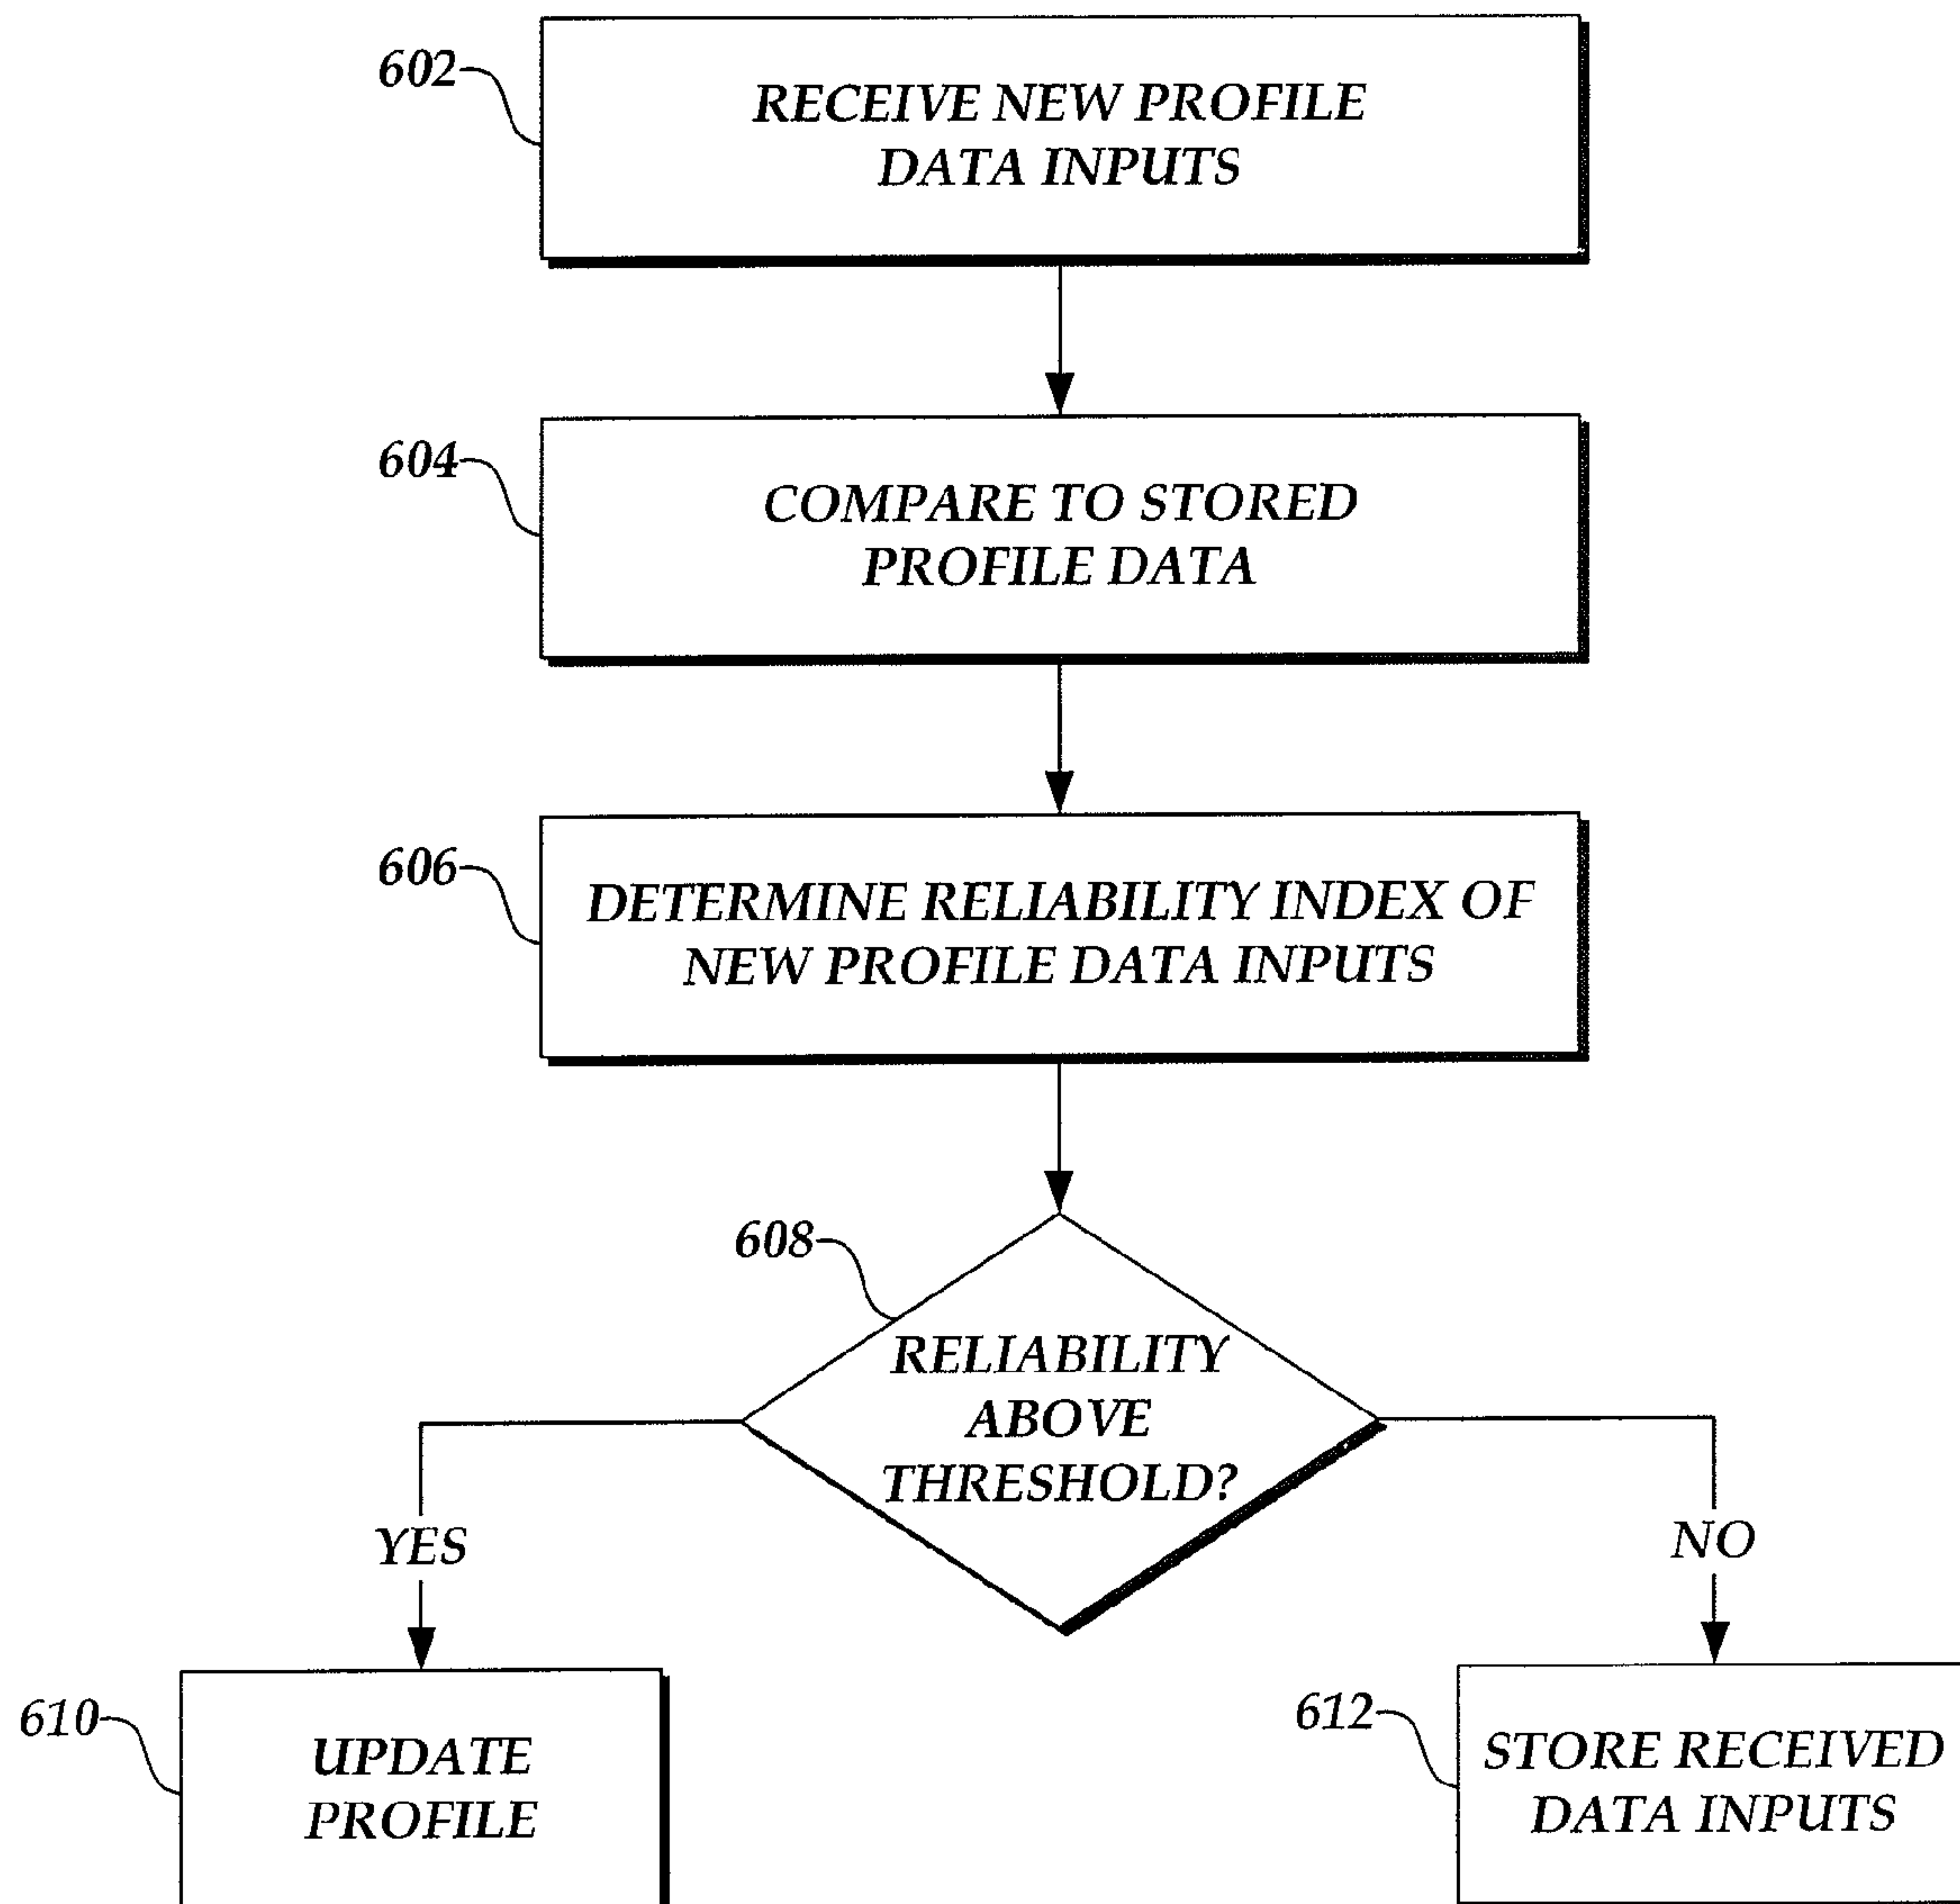 602
RECEIVE NEW PROFILE
DATA INPUTS
604
COMPARE TO STORED
PROFILE DATA
606
DETERMINE RELIABILITY INDEX OF
NEW PROFILE DATA INPUTS
608
RELIABILITY
ABOVE
THRESHOLD?
YES
NO
610
UPDATE
PROFILE
612
STORE RECEIVED
DATA INPUTS